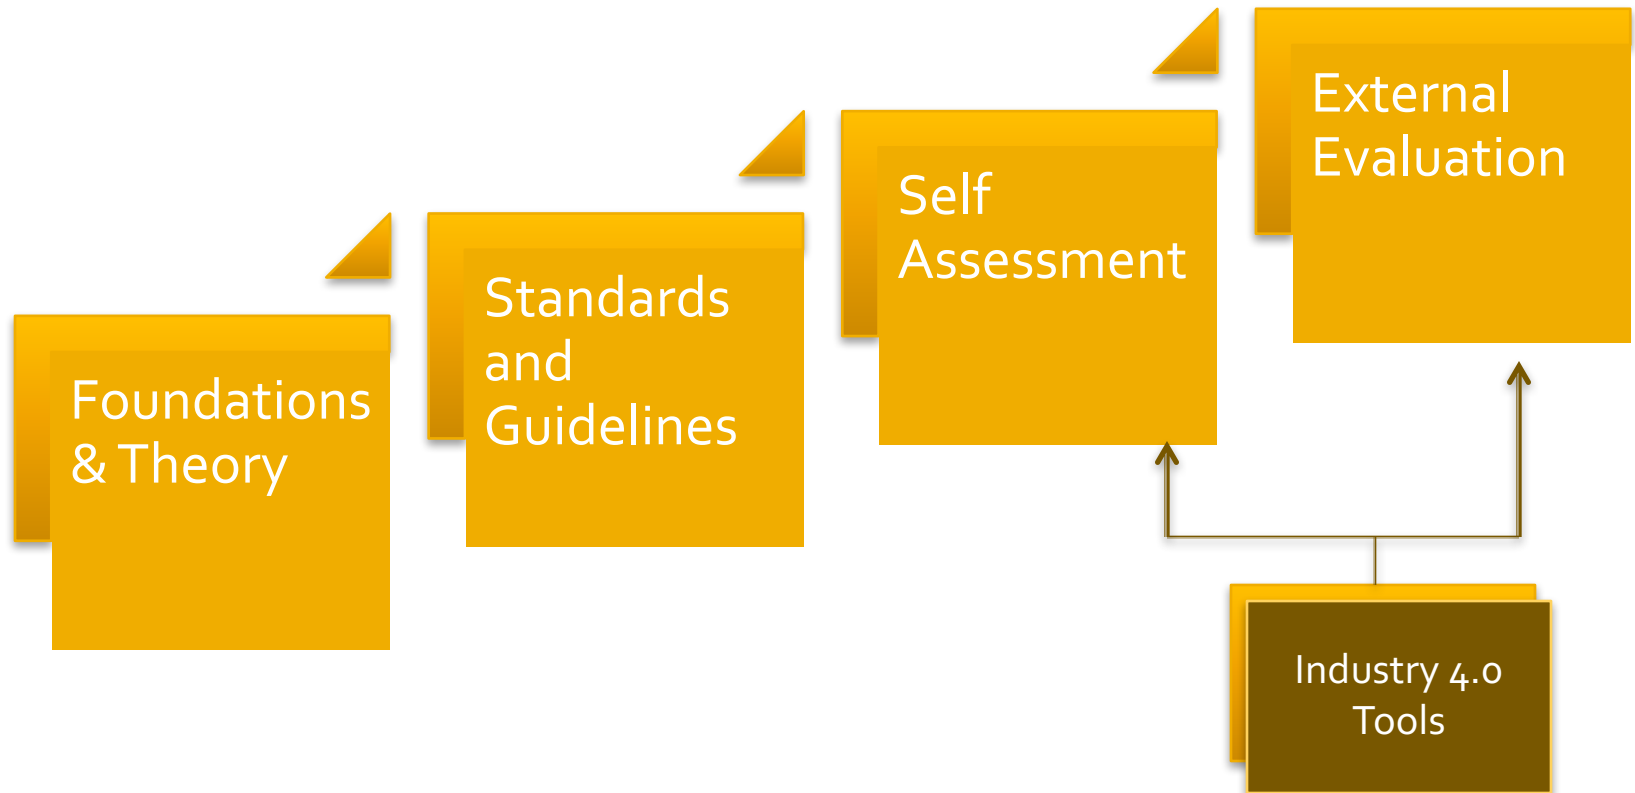 Foundations
& Theory
Standards
and
Guidelines
Self
Assessment
External
Evaluation
Industry 4.0
Tools